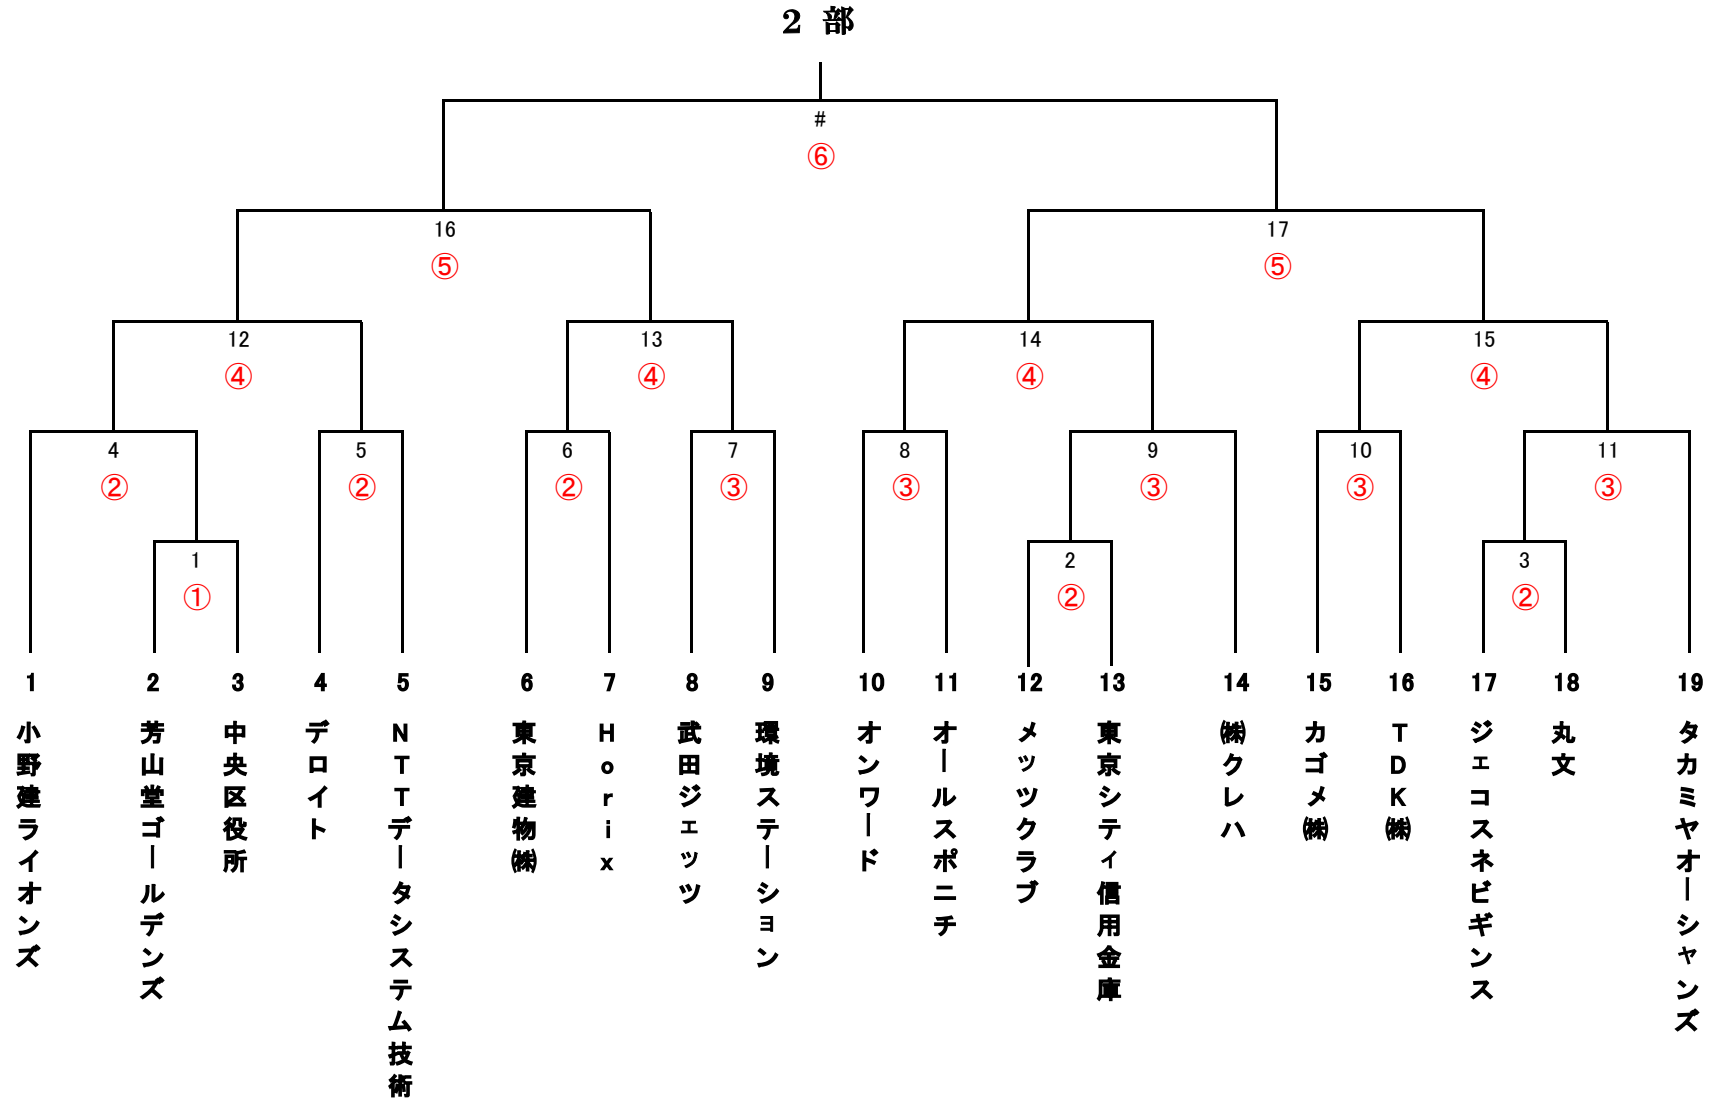 2 部
#
⑥
16
17
⑤
⑤
12
13
14
15
④
④
④
④
4
5
6
7
8
9
10
11
②
②
②
③
③
③
③
③
1
2
3
①
②
②
1
2
3
4
5
6
7
8
9
10
11
12
13
14
15
16
17
18
19
小野建ライオンズ
芳山堂ゴールデンズ
中央区役所
デロイト
NTTデータシステム技術
東京建物㈱
Horix
武田ジェッツ
環境ステーション
オンワード
オールスポニチ
メッツクラブ
東京シティ信用金庫
㈱クレハ
カゴメ㈱
TDK㈱
ジェコスネビギンス
丸文
タカミヤオーシャンズ